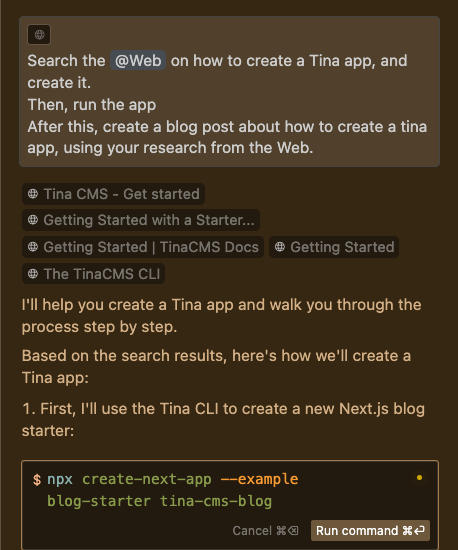 Search the @Web on how to create a Tina app, and
create it.
Then, run the app
After this, create a blog post about how to create a tina
app, using your research from the Web.
Tina CMS - Get started
Getting Started with a Starter...
Getting Started | TinaCMS Docs Getting Started
The TinaCMS CLI
I'll help you create a Tina app and walk you through the
process step by step.
Based on the search results, here's how we'll create a
Tina app:
1. First, I'll use the Tina CLI to create a new Next.js blog
starter:
$ npx create-next-app --example
blog-starter tina-cms-blog
Cancel ⌘⌫ Run command ⌘⏎